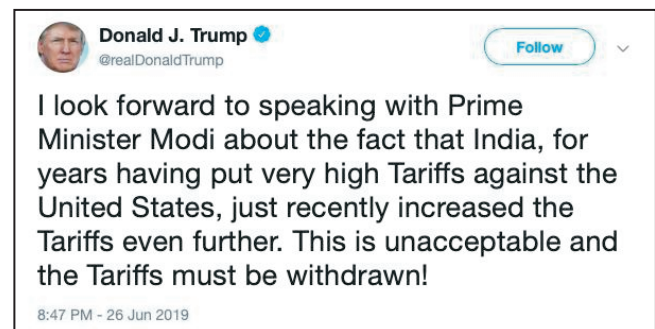 Donald J. Trump
@realDonaldTrump
Follow
I look forward to speaking with Prime
Minister Modi about the fact that India, for
years having put very high Tariffs against the
United States, just recently increased the
Tariffs even further. This is unacceptable and
the Tariffs must be withdrawn!
8:47 PM - 26 Jun 2019